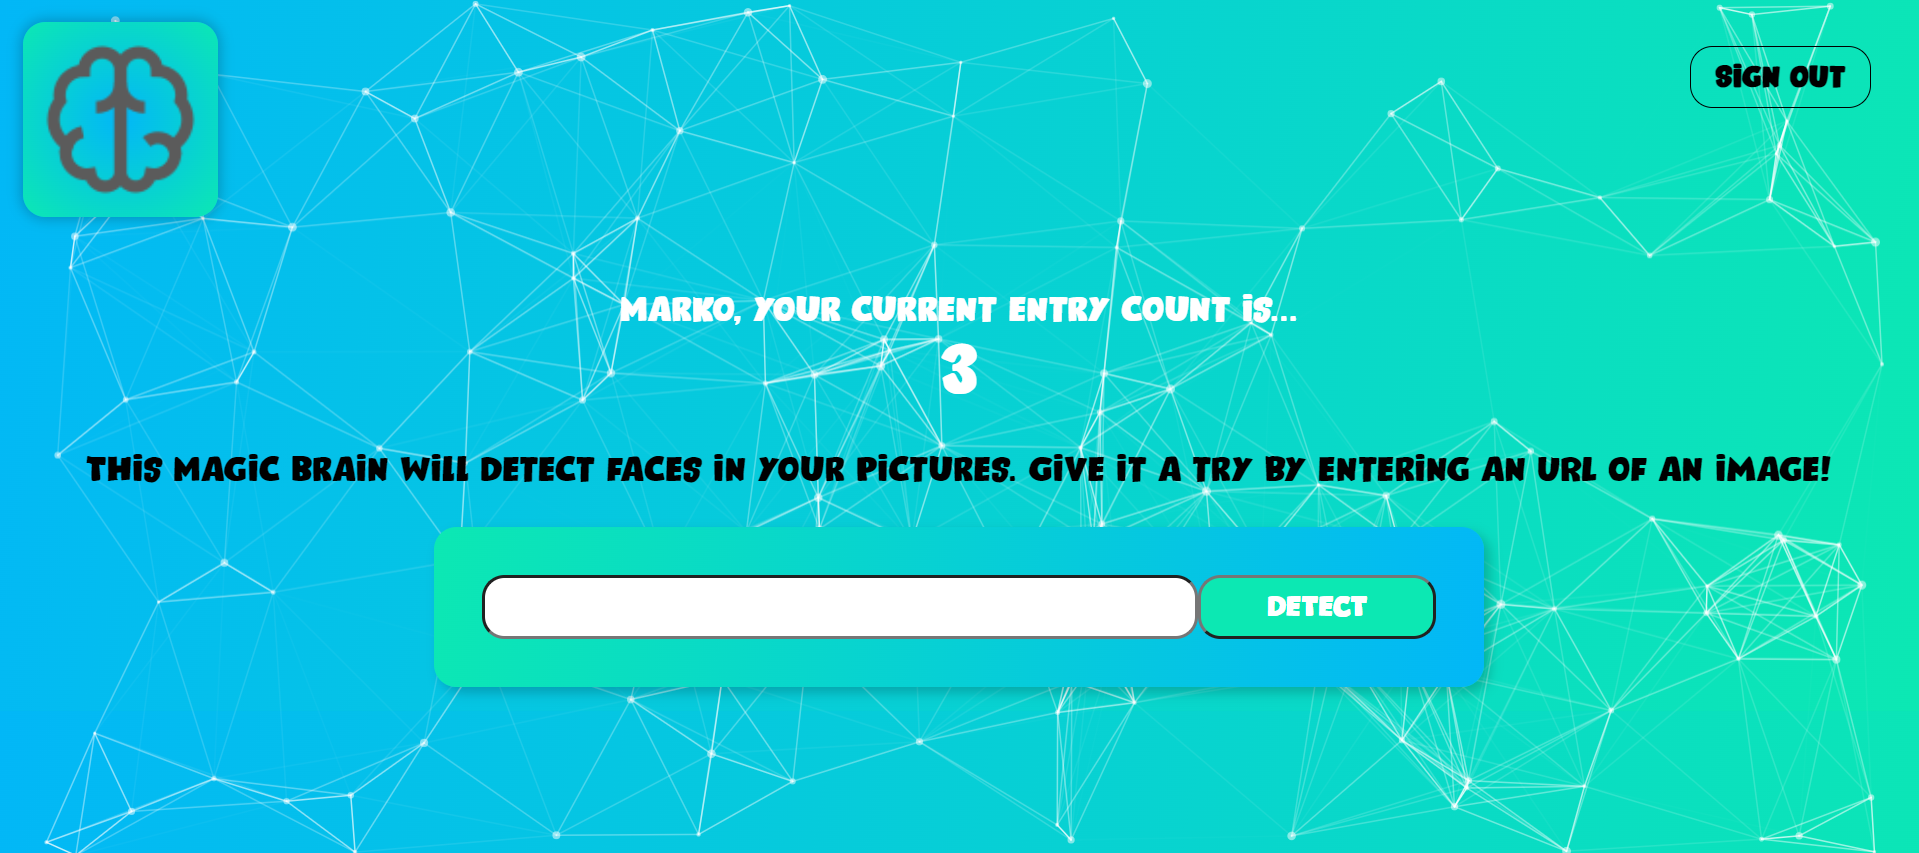 SiGN OUT
MARKO, YOUR CURRENT ENTRY COUNT iS...
3
THiS MAGiC BRAiN WiLL DETECT FACES iN YOUR PiCTURES. GiVE iT A TRY BY ENTERiNG AN URL OF AN iMAGE!
DETECT